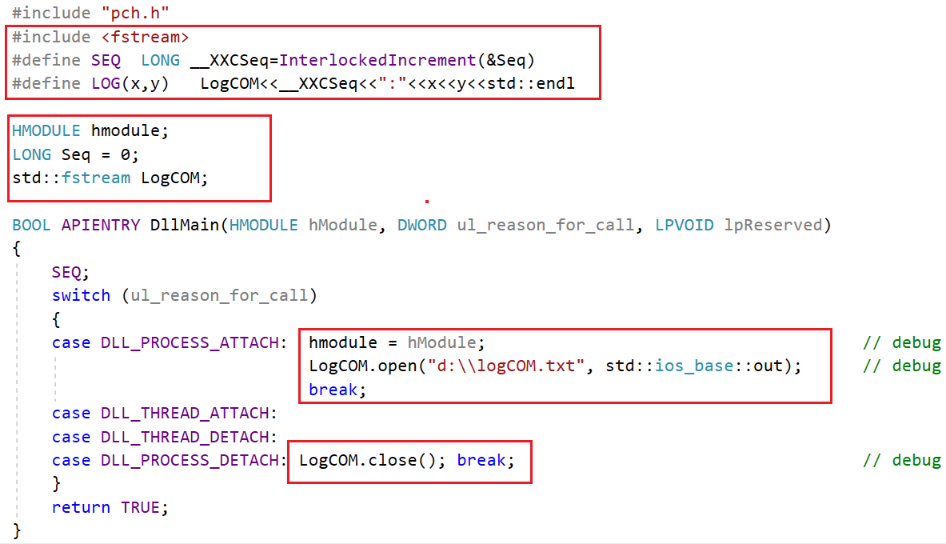 #include "pch.h"
#include <fstream>
#define SEQ  LONG __XXCSeq=InterlockedIncrement(&Seq)
#define LOG(x,y)   LogCOM<<__XXCSeq<<":"<<x<<y<<std::endl
HMODULE hmodule;
LONG Seq = 0;
std::fstream LogCOM;
BOOL APIENTRY DllMain(HMODULE hModule, DWORD ul_reason_for_call, LPVOID lpReserved)
{
    SEQ;
    switch (ul_reason_for_call)
    {
    case DLL_PROCESS_ATTACH:  hmodule = hModule;                                // debug
                              LogCOM.open("d:\\logCOM.txt", std::ios_base::out);       // debug
                              break;
    case DLL_THREAD_ATTACH:
    case DLL_THREAD_DETACH:
    case DLL_PROCESS_DETACH: LogCOM.close(); break;                             // debug
    }
    return TRUE;
}